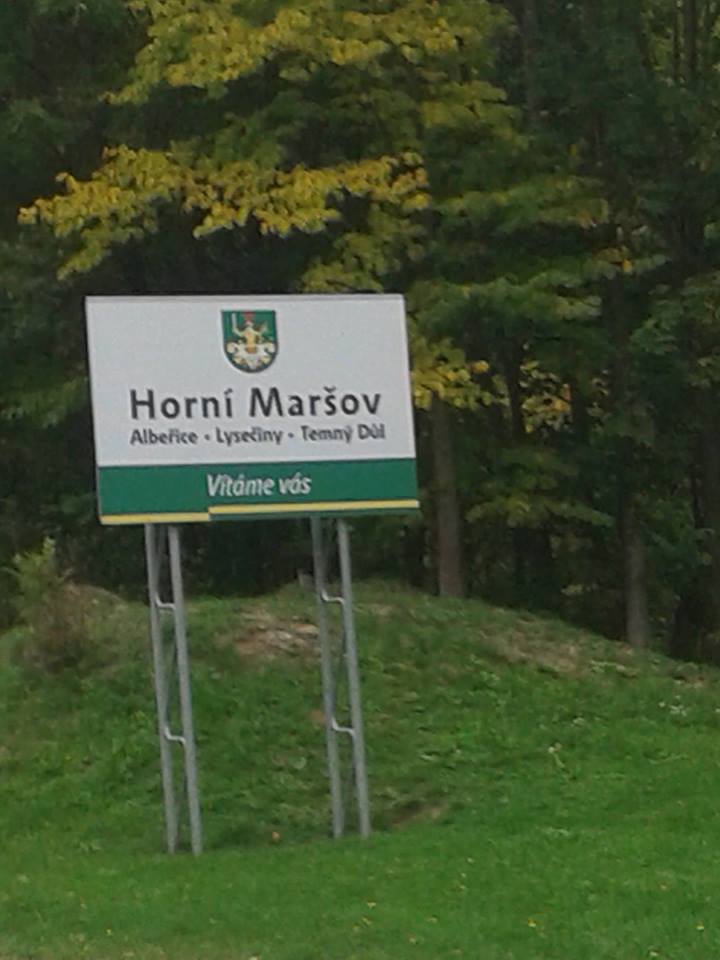 Horní Maršov
Albeřice • Lysečiny • Temný Důl
Vítáme vás